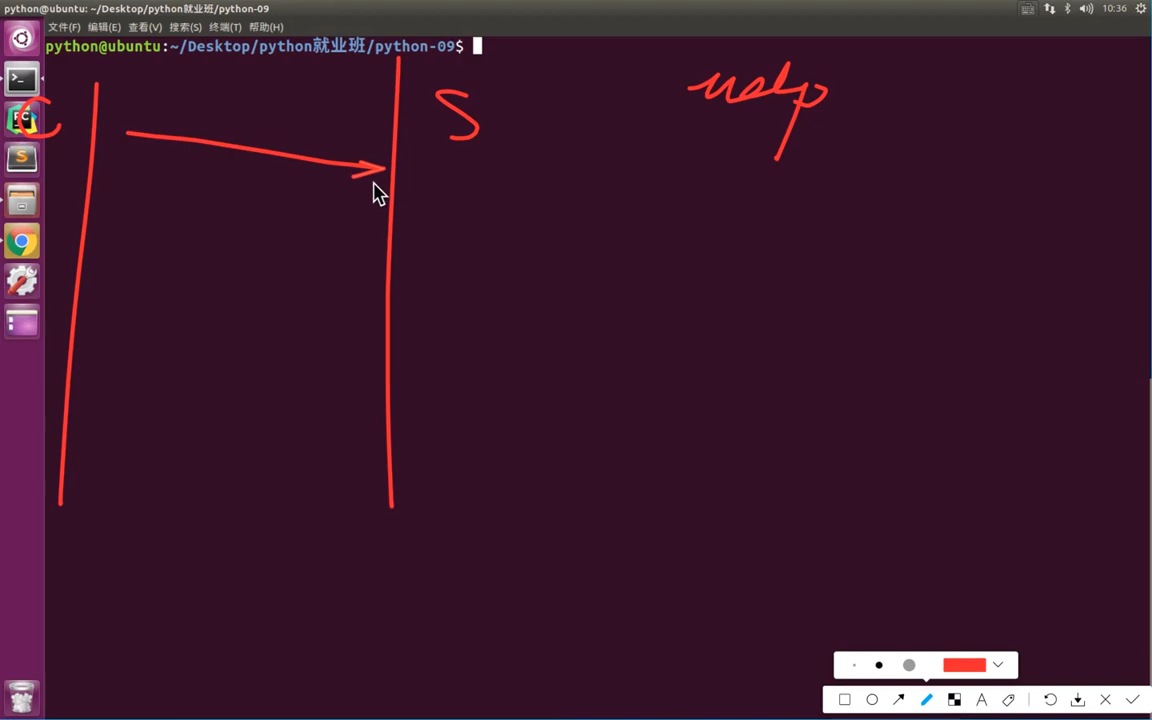 python@ubuntu: ~/Desktop/python就业班/python-09
10:36
文件(F) 编辑(E) 查看(V) 搜索(S) 终端(T) 帮助(H)
python@ubuntu:~/Desktop/python就业班/python-09$
C
S
udp